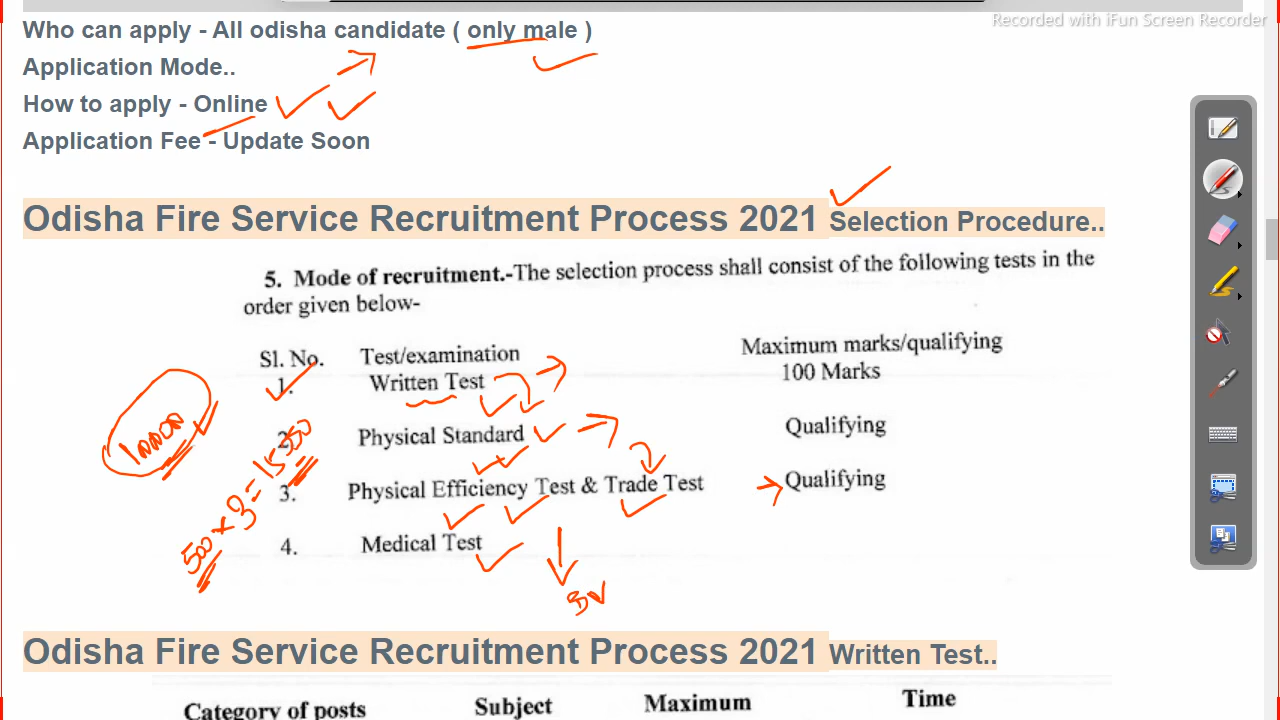 Recorded with iFun Screen Recorder
Who can apply - All odisha candidate ( only male )
Application Mode..
How to apply - Online
Application Fee - Update Soon
Odisha Fire Service Recruitment Process 2021 Selection Procedure..
5. Mode of recruitment.-The selection process shall consist of the following tests in the
order given below-
Sl. No. Test/examination Maximum marks/qualifying
1. Written Test 100 Marks
2. Physical Standard Qualifying
3. Physical Efficiency Test & Trade Test Qualifying
4. Medical Test
500 × 3 =
Odisha Fire Service Recruitment Process 2021 Written Test..
Category of posts Subject Maximum Time